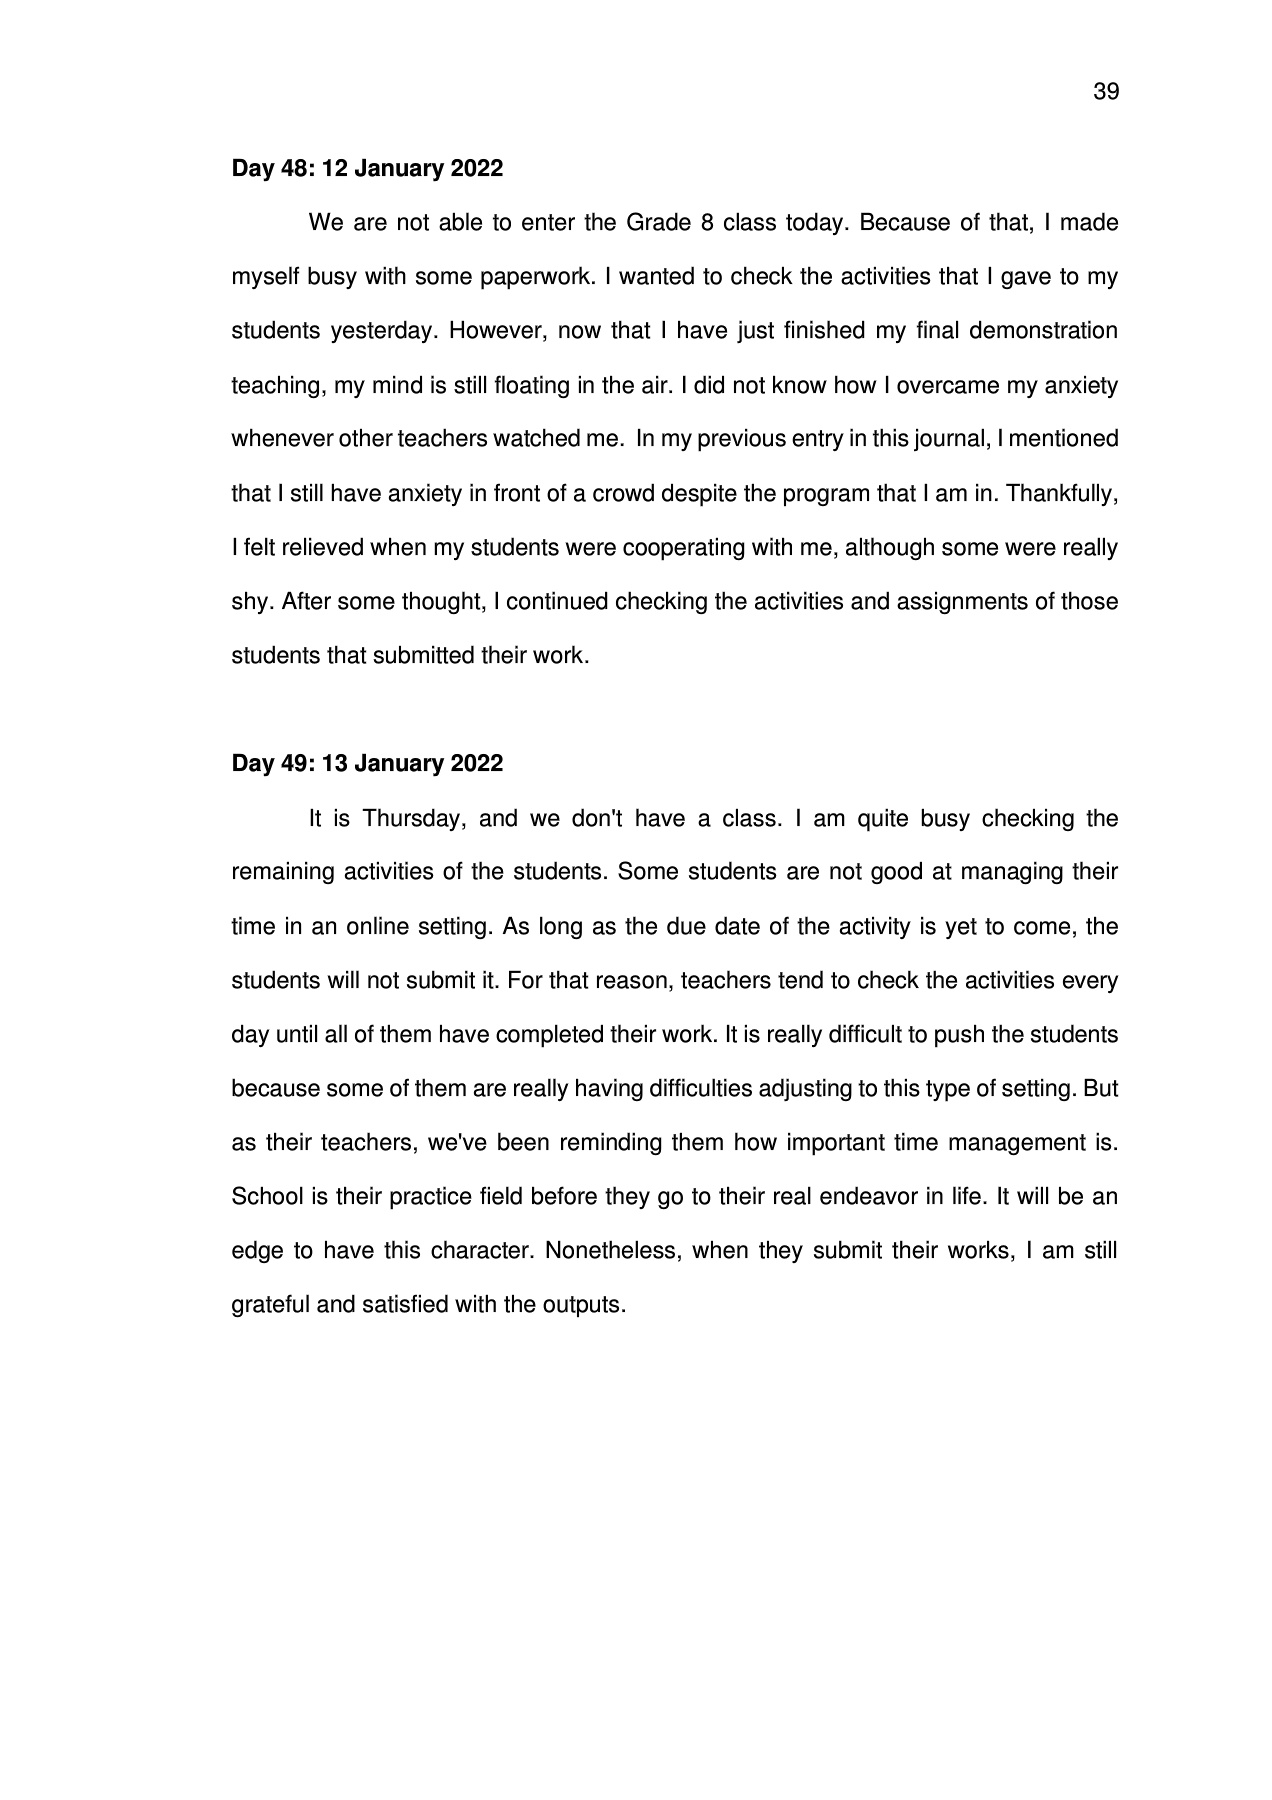 39
Day 48: 12 January 2022
We are not able to enter the Grade 8 class today. Because of that, I made
myself busy with some paperwork. I wanted to check the activities that I gave to my
students yesterday. However, now that I have just finished my final demonstration
teaching, my mind is still floating in the air. I did not know how I overcame my anxiety
whenever other teachers watched me.  In my previous entry in this journal, I mentioned
that I still have anxiety in front of a crowd despite the program that I am in. Thankfully,
I felt relieved when my students were cooperating with me, although some were really
shy. After some thought, I continued checking the activities and assignments of those
students that submitted their work.
Day 49: 13 January 2022
It is Thursday, and we don't have a class. I am quite busy checking the
remaining activities of the students. Some students are not good at managing their
time in an online setting. As long as the due date of the activity is yet to come, the
students will not submit it. For that reason, teachers tend to check the activities every
day until all of them have completed their work. It is really difficult to push the students
because some of them are really having difficulties adjusting to this type of setting. But
as their teachers, we've been reminding them how important time management is.
School is their practice field before they go to their real endeavor in life. It will be an
edge to have this character. Nonetheless, when they submit their works, I am still
grateful and satisfied with the outputs.